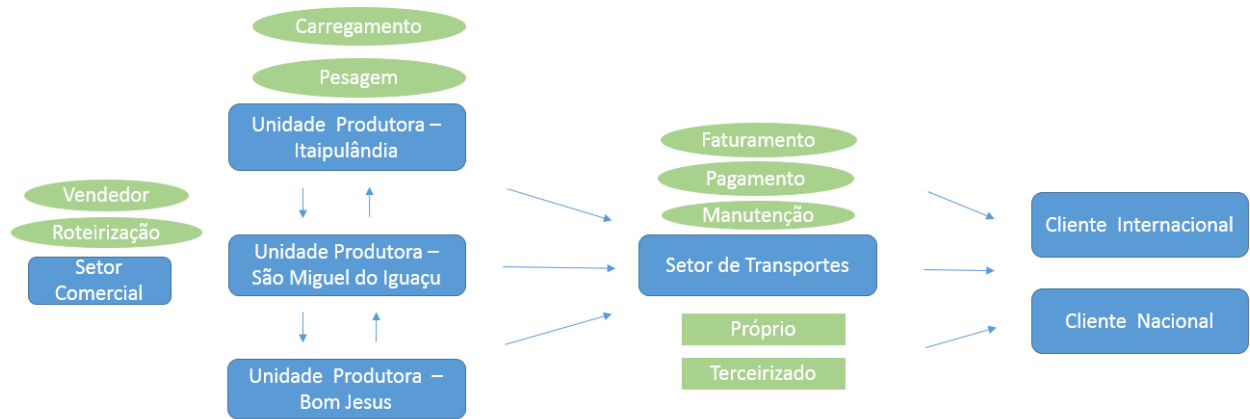 Carregamento
Pesagem
Unidade Produtora –
Itaipulândia
Vendedor
Roteirização
Setor
Comercial
Unidade Produtora –
São Miguel do Iguaçu
Unidade Produtora –
Bom Jesus
Faturamento
Pagamento
Manutenção
Setor de Transportes
Próprio
Terceirizado
Cliente Internacional
Cliente Nacional